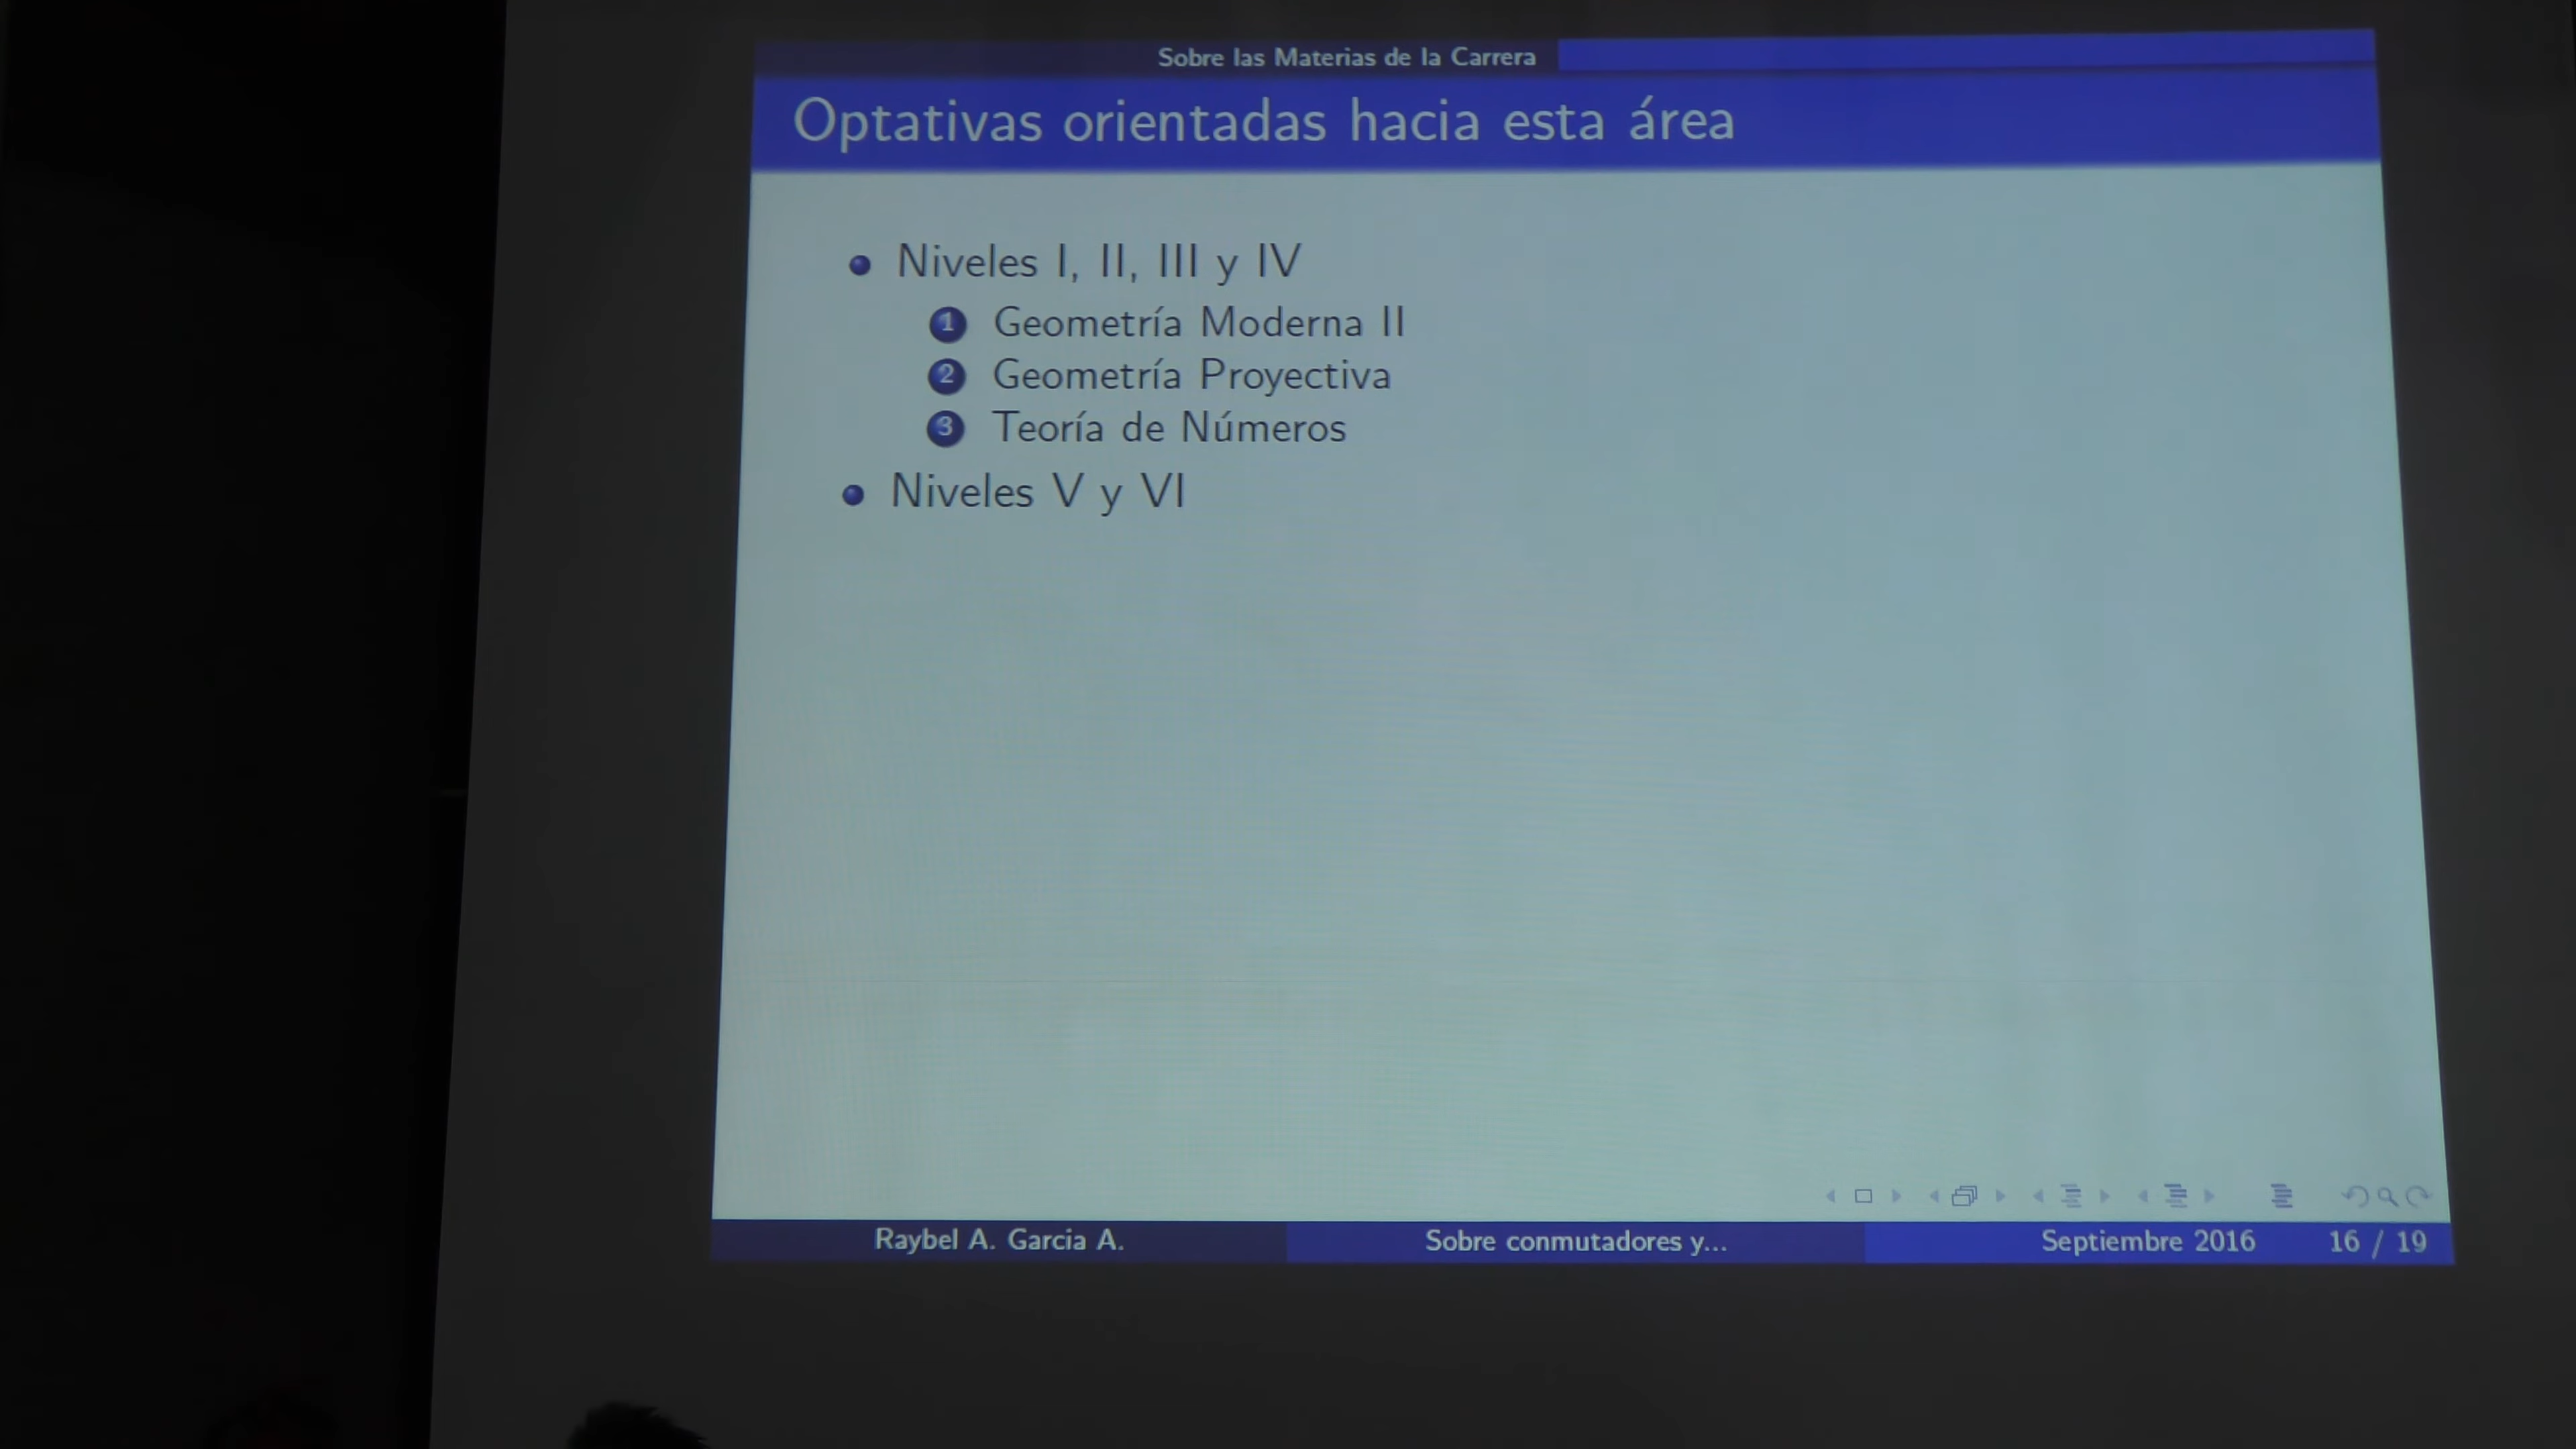 Sobre las Materias de la Carrera
Optativas orientadas hacia esta área
Niveles I, II, III y IV
1 Geometría Moderna II
2 Geometría Proyectiva
3 Teoría de Números
Niveles V y VI
Raybel A. Garcia A. Sobre conmutadores y... Septiembre 2016 16 / 19